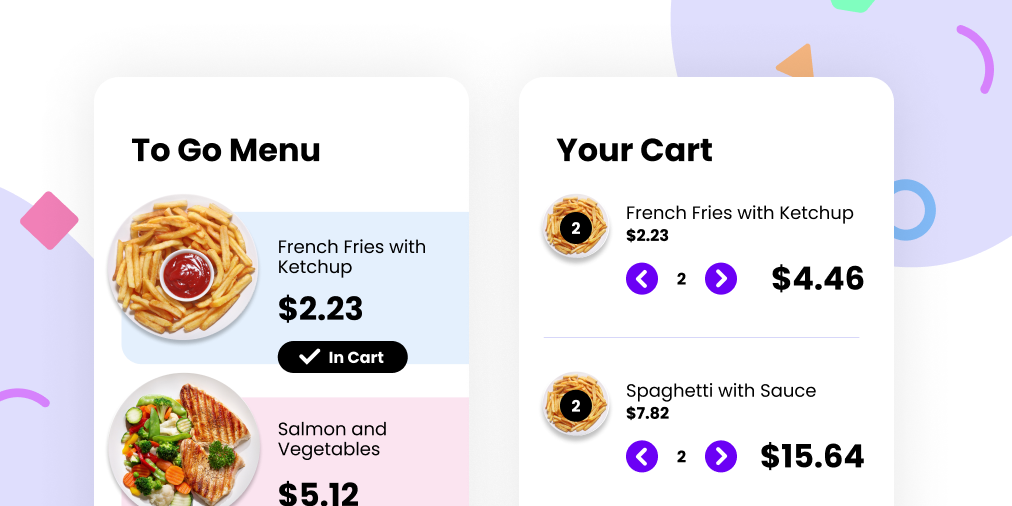 To Go Menu
French Fries with
Ketchup
$2.23
In Cart
Salmon and
Vegetables
$5.12
Your Cart
2
French Fries with Ketchup
$2.23
2
$4.46
2
Spaghetti with Sauce
$7.82
2
$15.64